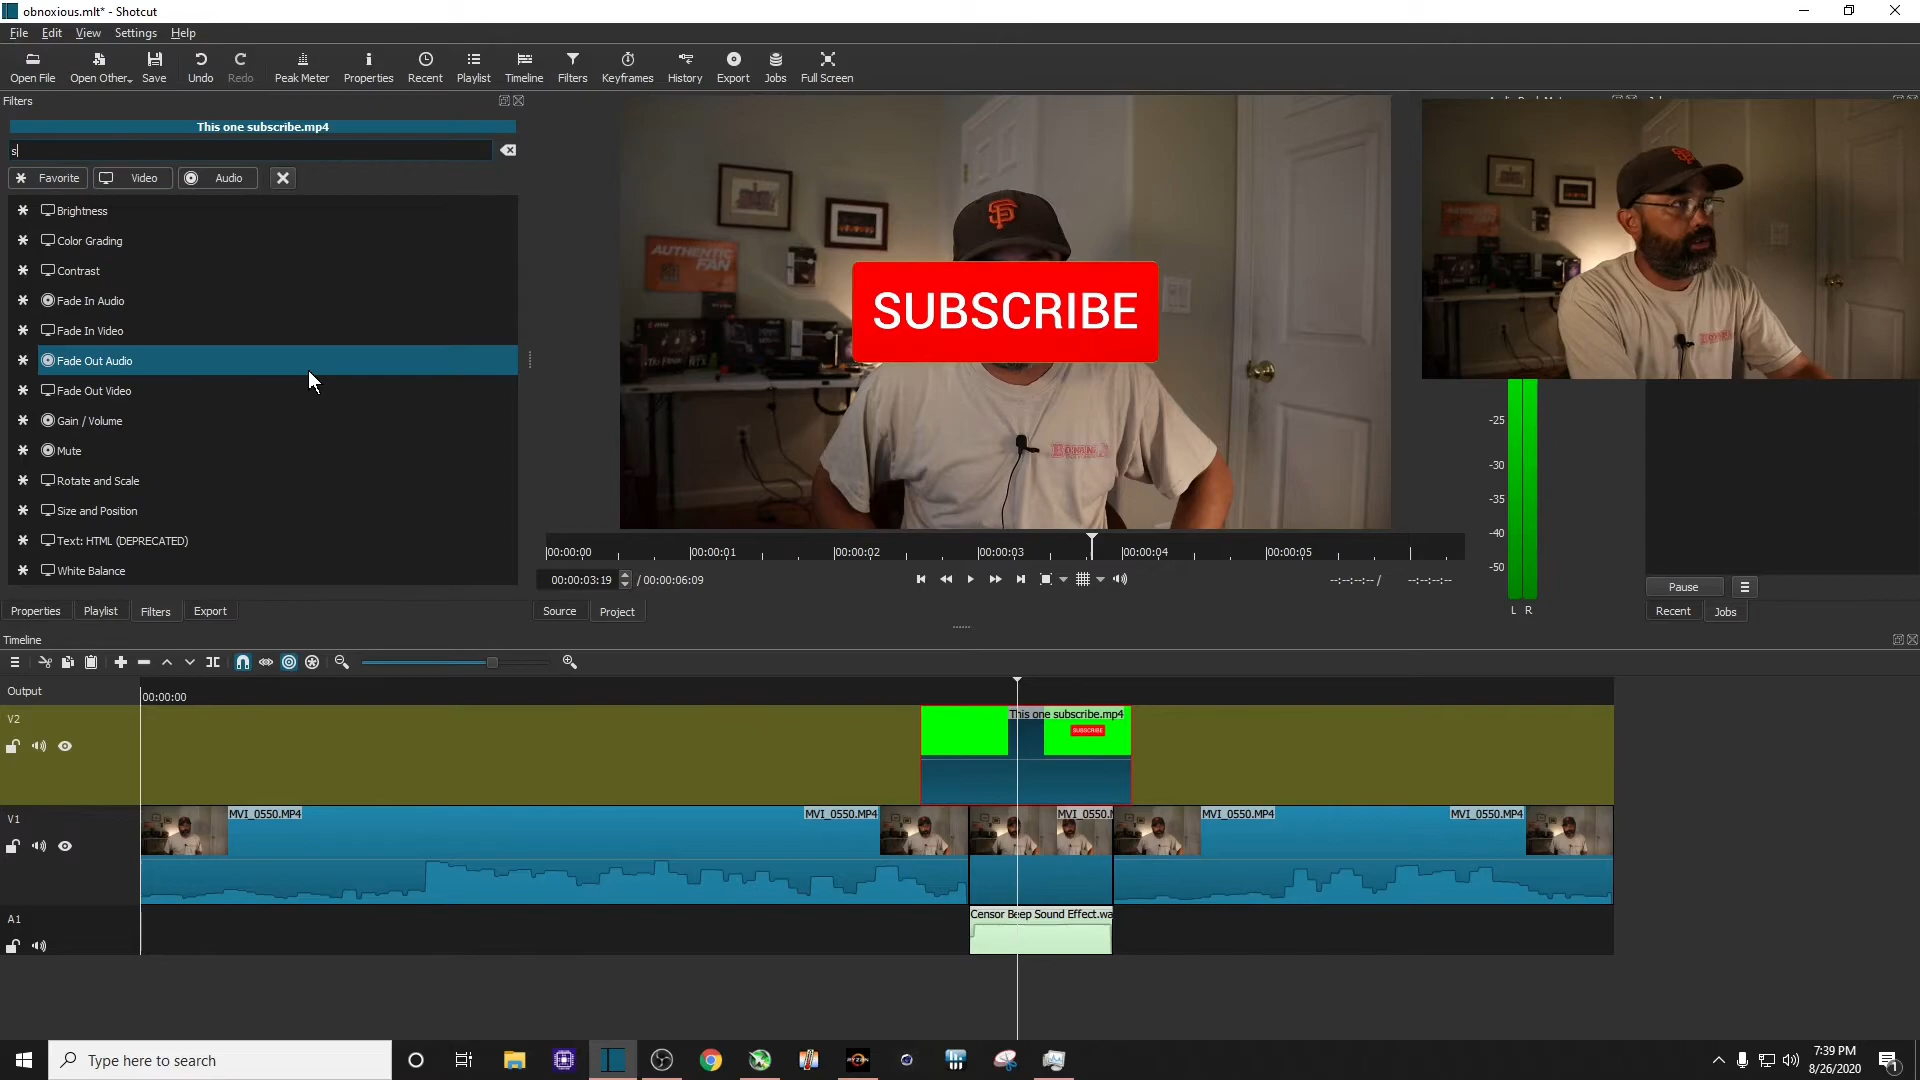 obnoxious.mlt* - Shotcut
File Edit View Settings Help
Open File Open Other... Save Undo Redo Peak Meter Properties Recent Playlist Timeline Filters Keyframes History Export Jobs Full Screen
Filters
This one subscribe.mp4
s
Favorite Video Audio
Brightness
Color Grading
Contrast
Fade In Audio
Fade In Video
Fade Out Audio
Fade Out Video
Gain / Volume
Mute
Rotate and Scale
Size and Position
Text: HTML (DEPRECATED)
White Balance
Properties Playlist Filters Export
AUTHENTIC
FAN
SF
SUBSCRIBE
00:00:00 00:00:01 00:00:02 00:00:03 00:00:04 00:00:05
00:00:03:19 / 00:00:06:09 --:--:--:-- / --:--:--:--
Source Project
-25
-30
-35
-40
-50
L R
Pause
Recent Jobs
Timeline
Output 00:00:00
V2 This one subscribe.mp4
SUBSCRIBE
V1 MVI_0550.MP4 MVI_0550.MP4 MVI_0550.M MVI_0550.MP4 MVI_0550.MP4
A1 Censor Beep Sound Effect.wa
Type here to search
RYZEN
7:39 PM
8/26/2020
1